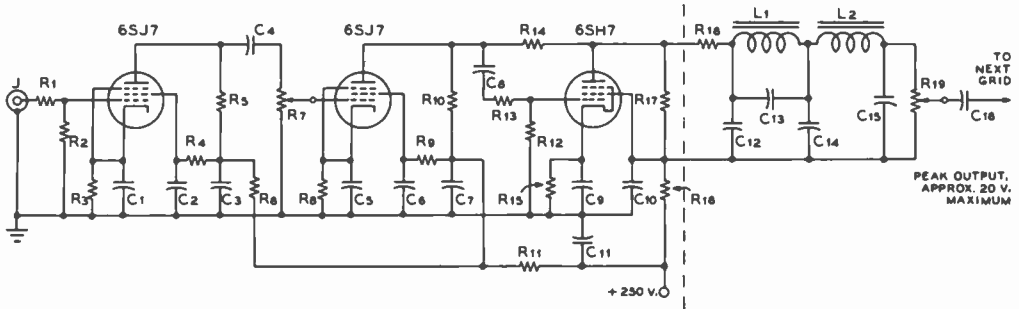 6SJ7
C4
6SJ7
R14
6SH7
R18
L1
L2
TO
NEXT
GRID
J
R1
R5
R7
R10
C8
R13
R17
C13
R19
C18
R2
R4
R9
R12
C12
C14
C15
R3
C1
C2
C3
R6
R8
C5
C6
C7
R15
C9
C10
R16
PEAK OUTPUT,
APPROX. 20 V.
MAXIMUM
R11
C11
+ 250 V.